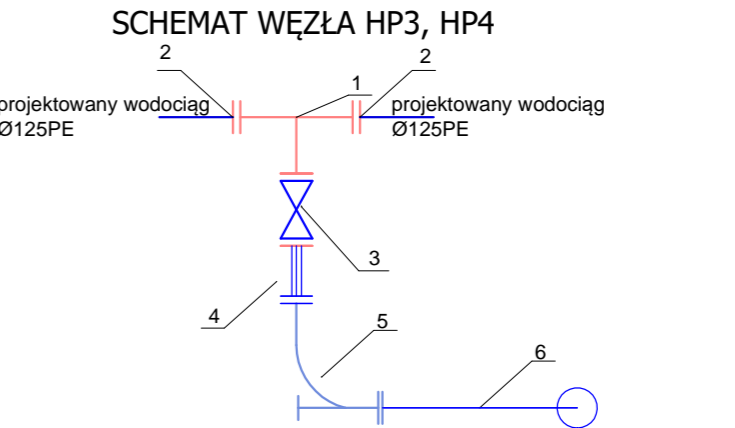 SCHEMAT WĘZŁA HP3, HP4
2
2
1
projektowany wodociąg
Ø125PE
projektowany wodociąg
Ø125PE
3
4
5
6